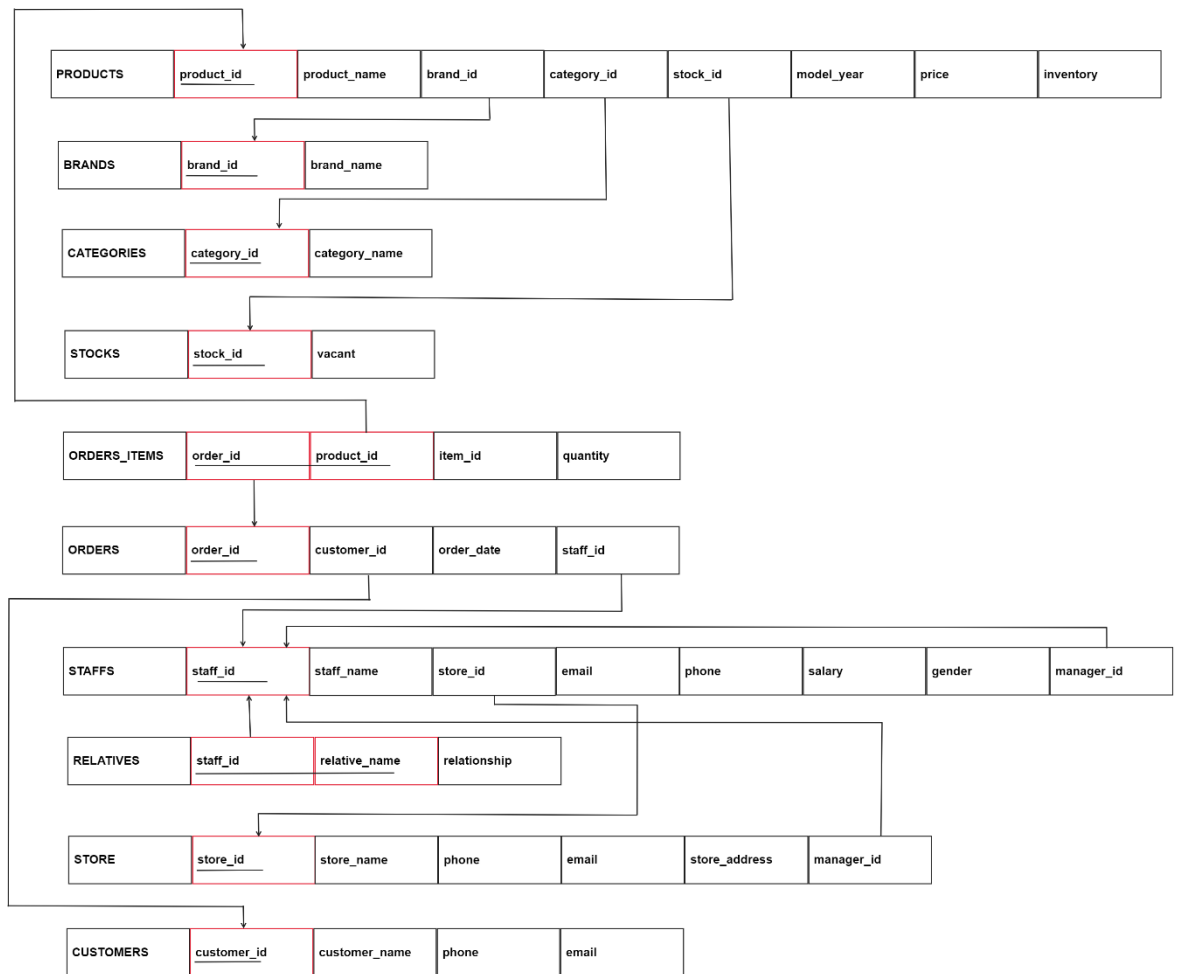 PRODUCTS product_id product_name brand_id category_id stock_id model_year price inventory
BRANDS brand_id brand_name
CATEGORIES category_id category_name
STOCKS stock_id vacant
ORDERS_ITEMS order_id product_id item_id quantity
ORDERS order_id customer_id order_date staff_id
STAFFS staff_id staff_name store_id email phone salary gender manager_id
RELATIVES staff_id relative_name relationship
STORE store_id store_name phone email store_address manager_id
CUSTOMERS customer_id customer_name phone email